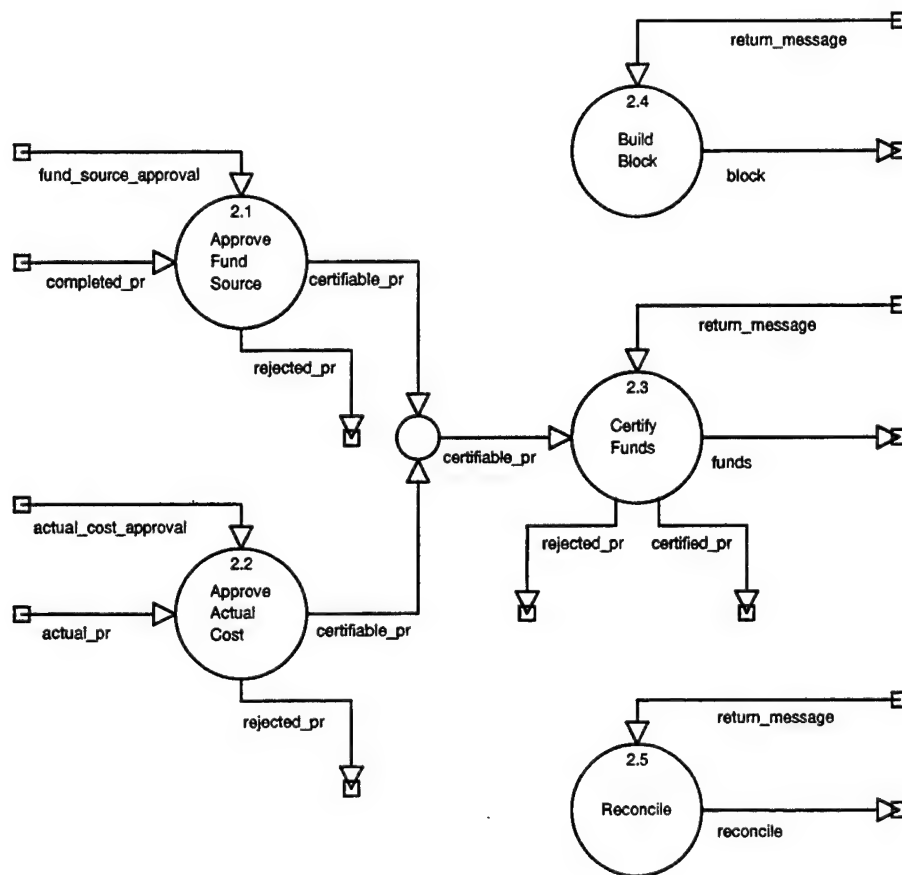 return_message
2.4
Build
Block
block
fund_source_approval
2.1
Approve
Fund
Source
completed_pr
certifiable_pr
rejected_pr
return_message
2.3
Certify
Funds
certifiable_pr
funds
rejected_pr
certified_pr
actual_cost_approval
2.2
Approve
Actual
Cost
actual_pr
certifiable_pr
rejected_pr
return_message
2.5
Reconcile
reconcile